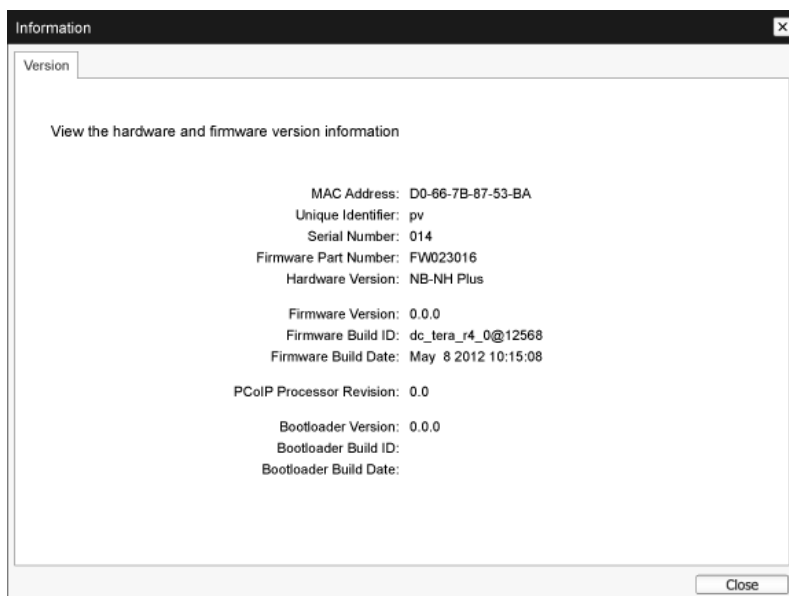 Information
Version
View the hardware and firmware version information
MAC Address: D0-66-7B-87-53-BA
Unique Identifier: pv
Serial Number: 014
Firmware Part Number: FW023016
Hardware Version: NB-NH Plus
Firmware Version: 0.0.0
Firmware Build ID: dc_tera_r4_0@12568
Firmware Build Date: May  8 2012 10:15:08
PCoIP Processor Revision: 0.0
Bootloader Version: 0.0.0
Bootloader Build ID:
Bootloader Build Date:
Close